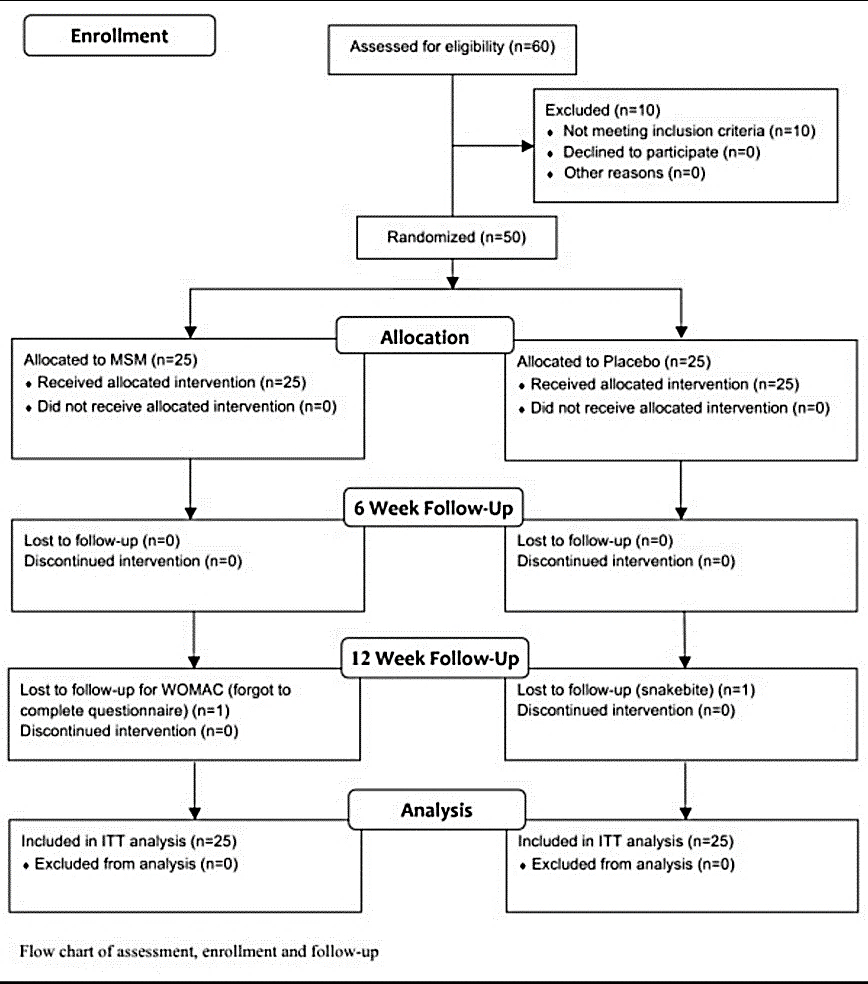 Enrollment
Assessed for eligibility (n=60)
Excluded (n=10)
♦ Not meeting inclusion criteria (n=10)
♦ Declined to participate (n=0)
♦ Other reasons (n=0)
Randomized (n=50)
Allocation
Allocated to MSM (n=25)
♦ Received allocated intervention (n=25)
♦ Did not receive allocated intervention (n=0)
Allocated to Placebo (n=25)
♦ Received allocated intervention (n=25)
♦ Did not receive allocated intervention (n=0)
6 Week Follow-Up
Lost to follow-up (n=0)
Discontinued intervention (n=0)
Lost to follow-up (n=0)
Discontinued intervention (n=0)
12 Week Follow-Up
Lost to follow-up for WOMAC (forgot to
complete questionnaire) (n=1)
Discontinued intervention (n=0)
Lost to follow-up (snakebite) (n=1)
Discontinued intervention (n=0)
Analysis
Included in ITT analysis (n=25)
♦ Excluded from analysis (n=0)
Included in ITT analysis (n=25)
♦ Excluded from analysis (n=0)
Flow chart of assessment, enrollment and follow-up